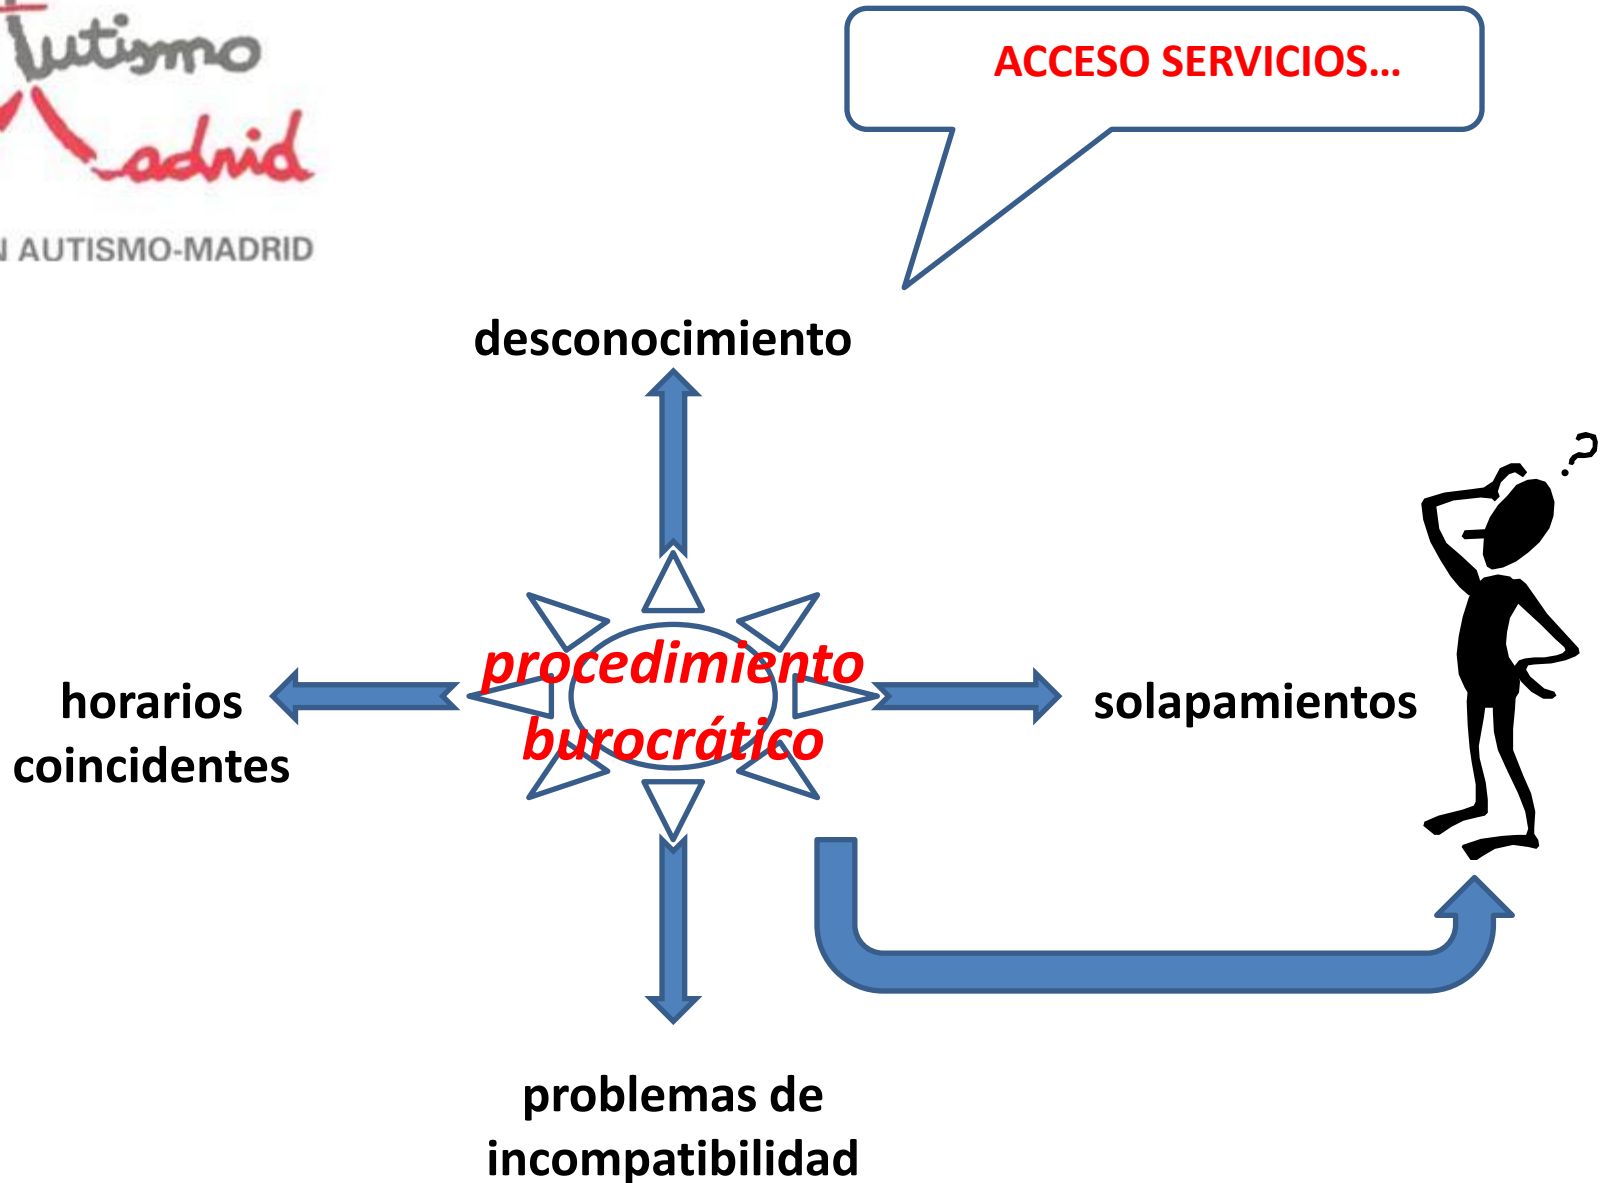 Autismo
Madrid
N AUTISMO-MADRID
ACCESO SERVICIOS...
desconocimiento
procedimiento
burocrático
horarios
coincidentes
solapamientos
?
problemas de
incompatibilidad